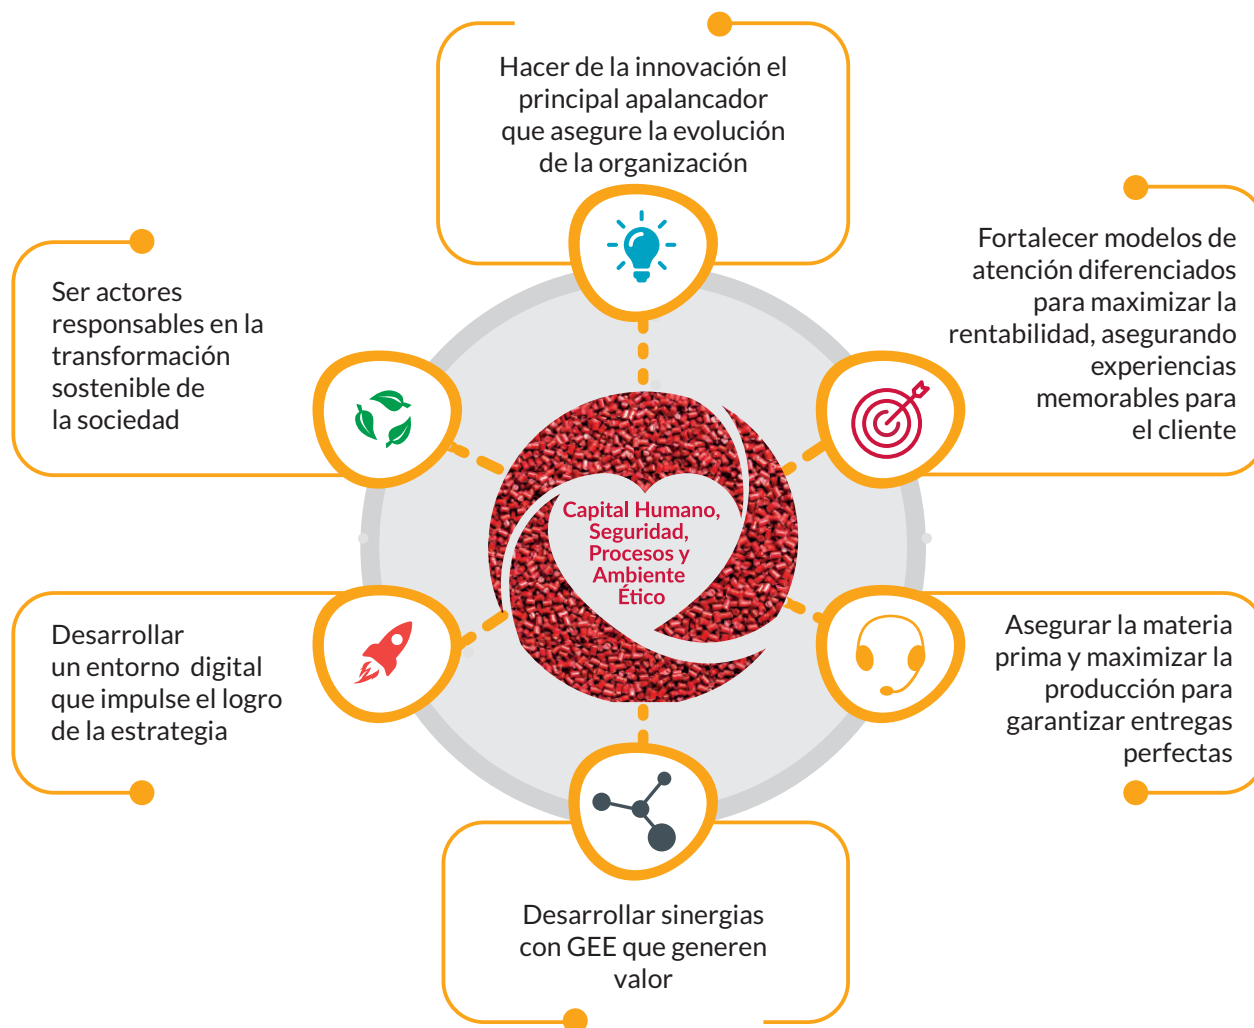 Hacer de la innovación el
principal apalancador
que asegure la evolución
de la organización
Fortalecer modelos de
atención diferenciados
para maximizar la
rentabilidad, asegurando
experiencias
memorables para
el cliente
Ser actores
responsables en la
transformación
sostenible de
la sociedad
Capital Humano,
Seguridad,
Procesos y
Ambiente
Ético
Desarrollar
un entorno digital
que impulse el logro
de la estrategia
Asegurar la materia
prima y maximizar la
producción para
garantizar entregas
perfectas
Desarrollar sinergias
con GEE que generen
valor